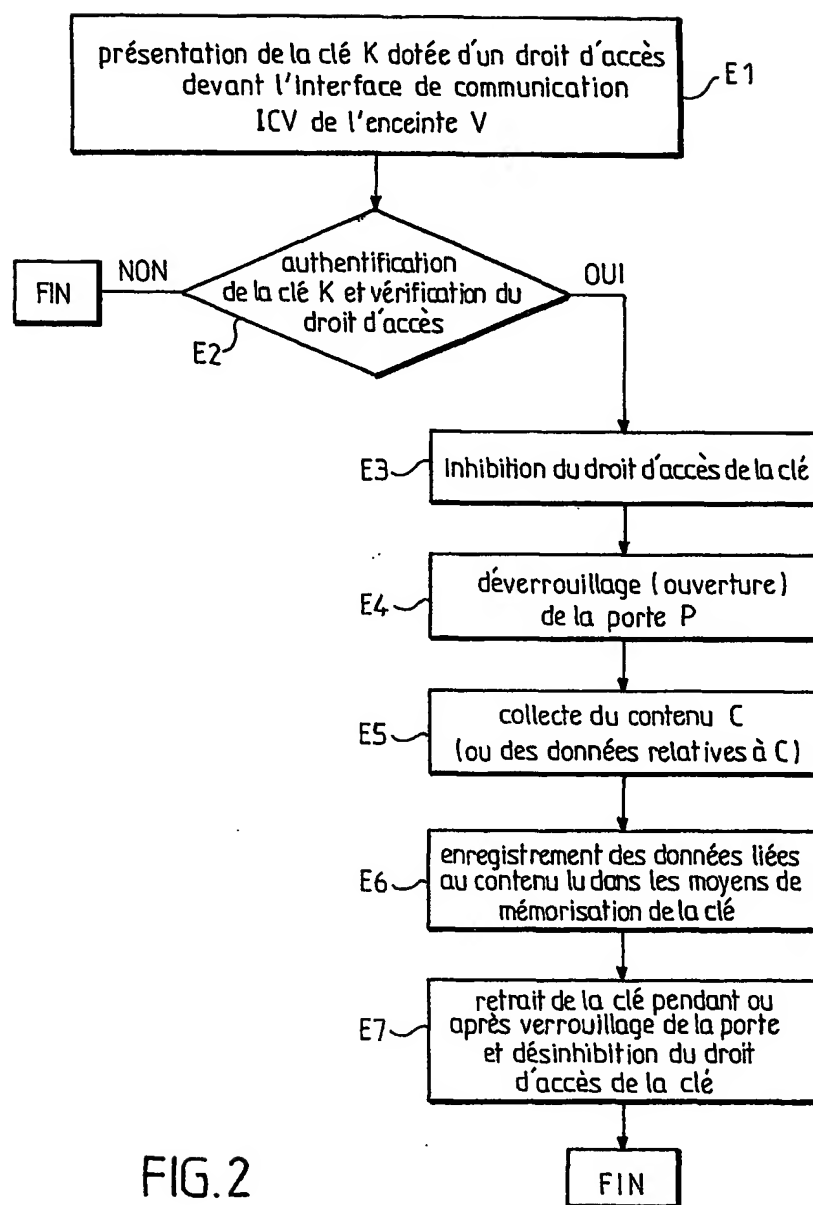 présentation de la clé K dotée d'un droit d'accès
devant l'interface de communication
ICV de l'enceinte V
E1
FIN
NON
authentification
de la clé K et vérification du
droit d'accès
OUI
E2
E3
inhibition du droit d'accès de la clé
E4
déverrouillage (ouverture)
de la porte P
E5
collecte du contenu C
(ou des données relatives à C)
E6
enregistrement des données liées
au contenu lu dans les moyens de
mémorisation de la clé
E7
retrait de la clé pendant ou
après verrouillage de la porte
et désinhibition du droit
d'accès de la clé
FIN
FIG.2